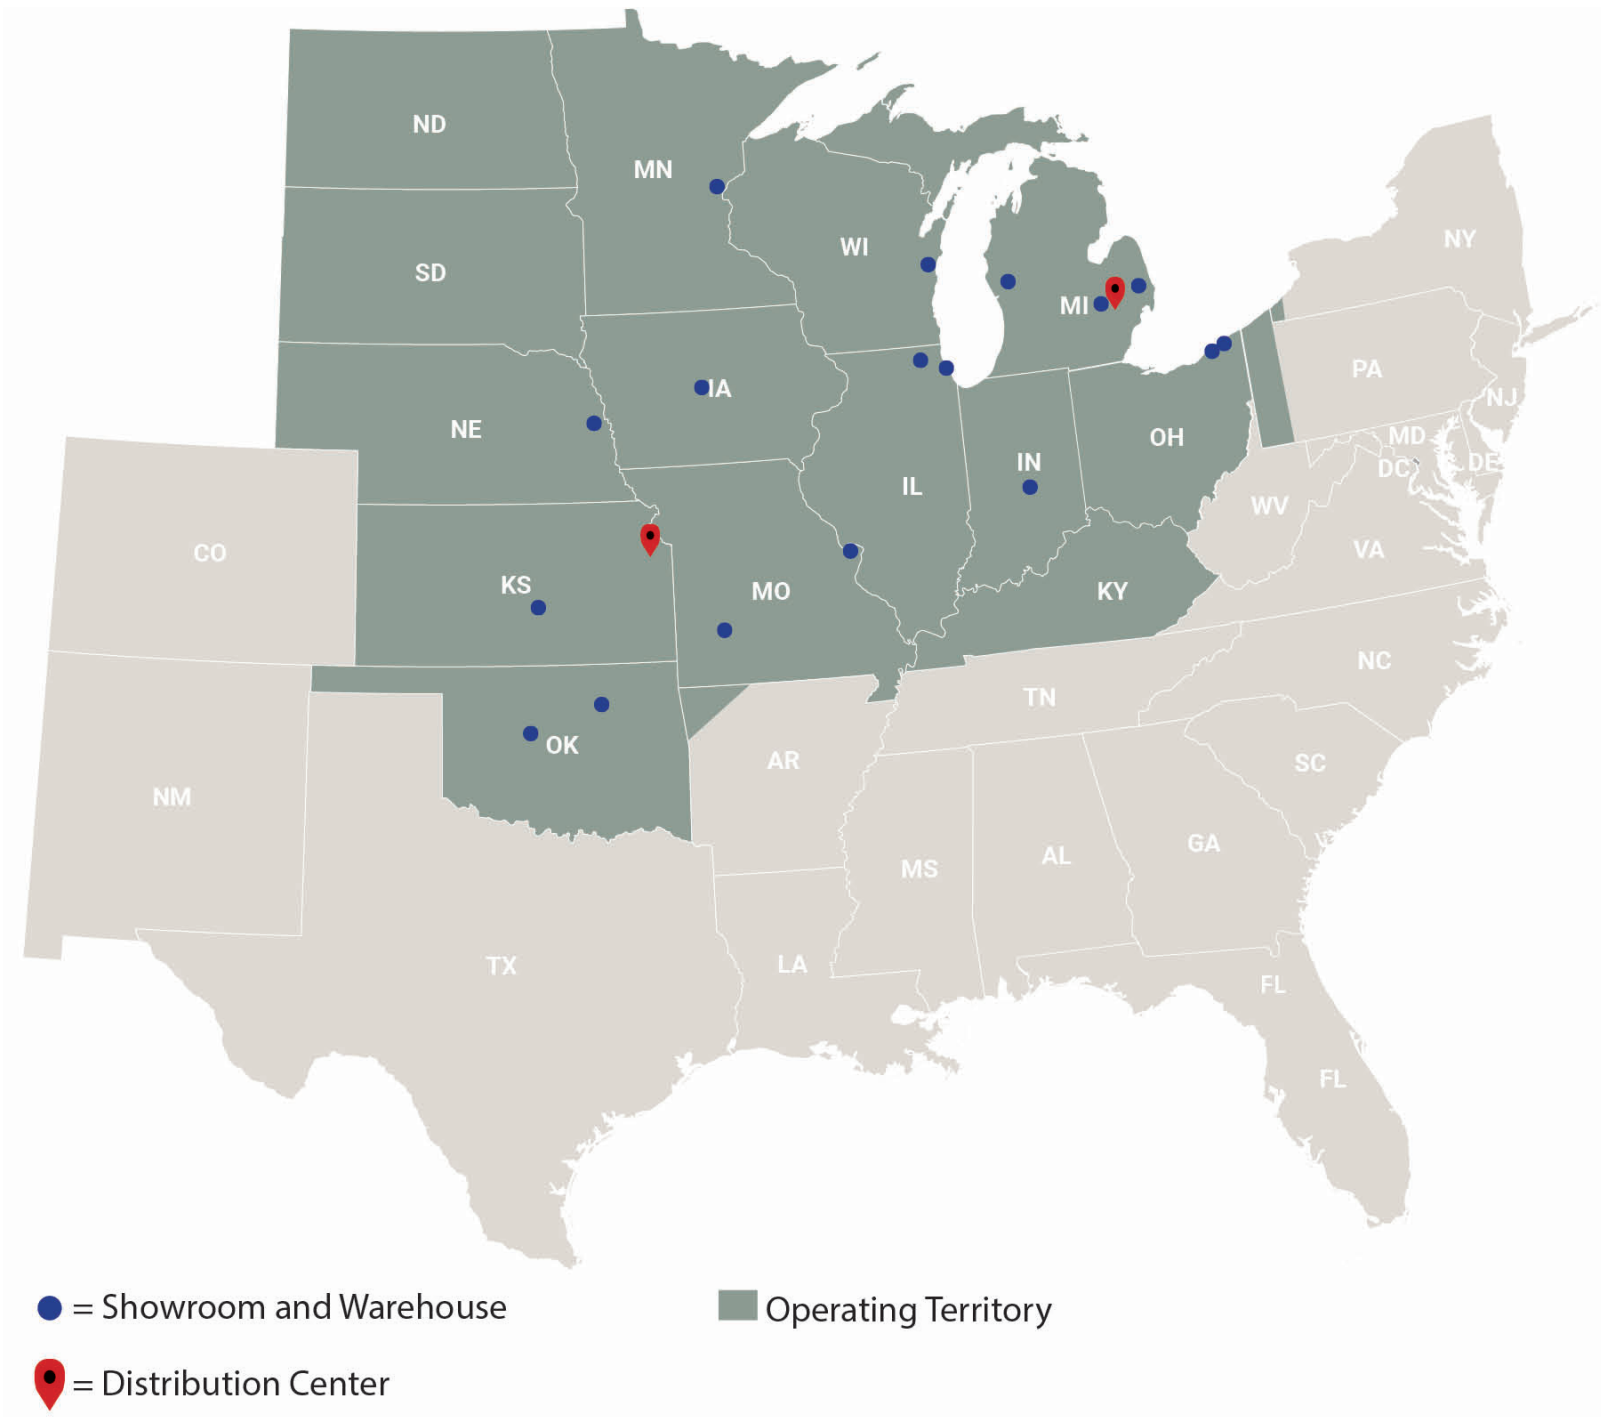 ND
MN
NY
WI
SD
MI
PA
IA
NJ
NE
OH
MD
IN
DC
DE
IL
WV
VA
CO
KS
MO
KY
NC
TN
OK
AR
SC
NM
GA
AL
MS
LA
TX
FL
FL
= Showroom and Warehouse
Operating Territory
= Distribution Center